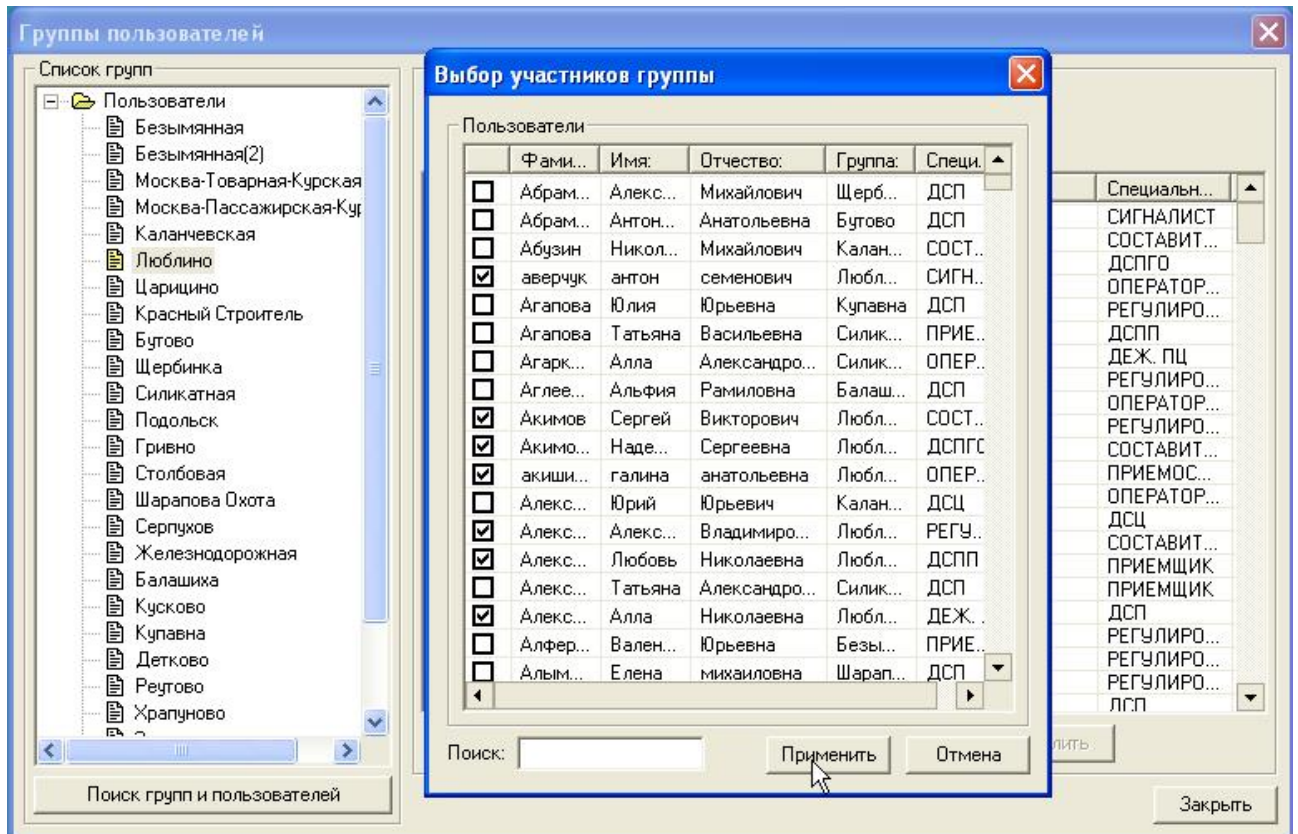 Группы пользователей
Список групп
Пользователи
Безымянная
Безымянная(2)
Москва-Товарная-Курская
Москва-Пассажирская-Кур
Каланчевская
Люблино
Царицино
Красный Строитель
Бутово
Щербинка
Силикатная
Подольск
Гривно
Столбовая
Шарапова Охота
Серпухов
Железнодорожная
Балашиха
Кусково
Купавна
Детково
Реутово
Храпуново
Поиск групп и пользователей
Выбор участников группы
Пользователи
Фами... Имя: Отчество: Группа: Специ.
Абрам... Алекс... Михайлович Щерб... ДСП
Абрам... Антон... Анатольевна Бутово ДСП
Абузин Никол... Михайлович Калан... СОСТ..
аверчук антон семенович Любл... СИГН..
Агапова Юлия Юрьевна Купавна ДСП
Агапова Татьяна Васильевна Силик... ПРИЕ..
Агарк... Алла Александро... Силик... ОПЕР..
Аглее... Альфия Рамиловна Балаш... ДСП
Акимов Сергей Викторович Любл... СОСТ..
Акимо... Наде... Сергеевна Любл... ДСПГО
акиши... галина анатольевна Любл... ОПЕР..
Алекс... Юрий Юрьевич Калан... ДСЦ
Алекс... Алекс... Владимиро... Любл... РЕГУ..
Алекс... Любовь Николаевна Любл... ДСПП
Алекс... Татьяна Александро... Силик... ДСП
Алекс... Алла Николаевна Любл... ДЕЖ. .
Алфер... Вален... Юрьевна Безы... ПРИЕ..
Алым... Елена михаиловна Шарап... ДСП
Поиск:
Применить
Отмена
Специальн...
СИГНАЛИСТ
СОСТАВИТ...
ДСПГО
ОПЕРАТОР...
РЕГУЛИРО...
ДСПП
ДЕЖ. ПЦ
РЕГУЛИРО...
ОПЕРАТОР...
РЕГУЛИРО...
СОСТАВИТ...
ПРИЕМОС...
ОПЕРАТОР...
ДСЦ
СОСТАВИТ...
ПРИЕМЩИК
ПРИЕМЩИК
ДСП
РЕГУЛИРО...
РЕГУЛИРО...
РЕГУЛИРО...
ДСП
лить
Закрыть